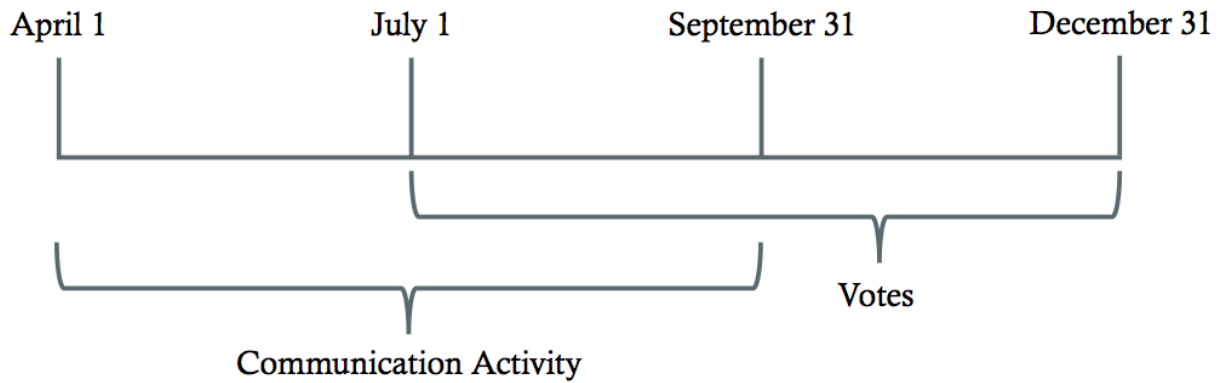 April 1
July 1
September 31
December 31
Votes
Communication Activity